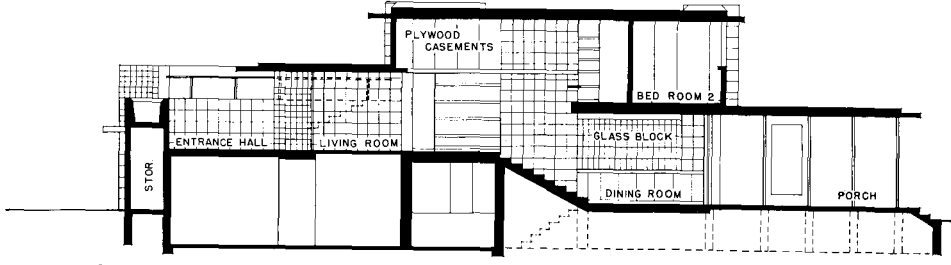 PLYWOOD
CASEMENTS
BED ROOM 2
GLASS BLOCK
ENTRANCE HALL
LIVING ROOM
STOR.
DINING ROOM
PORCH